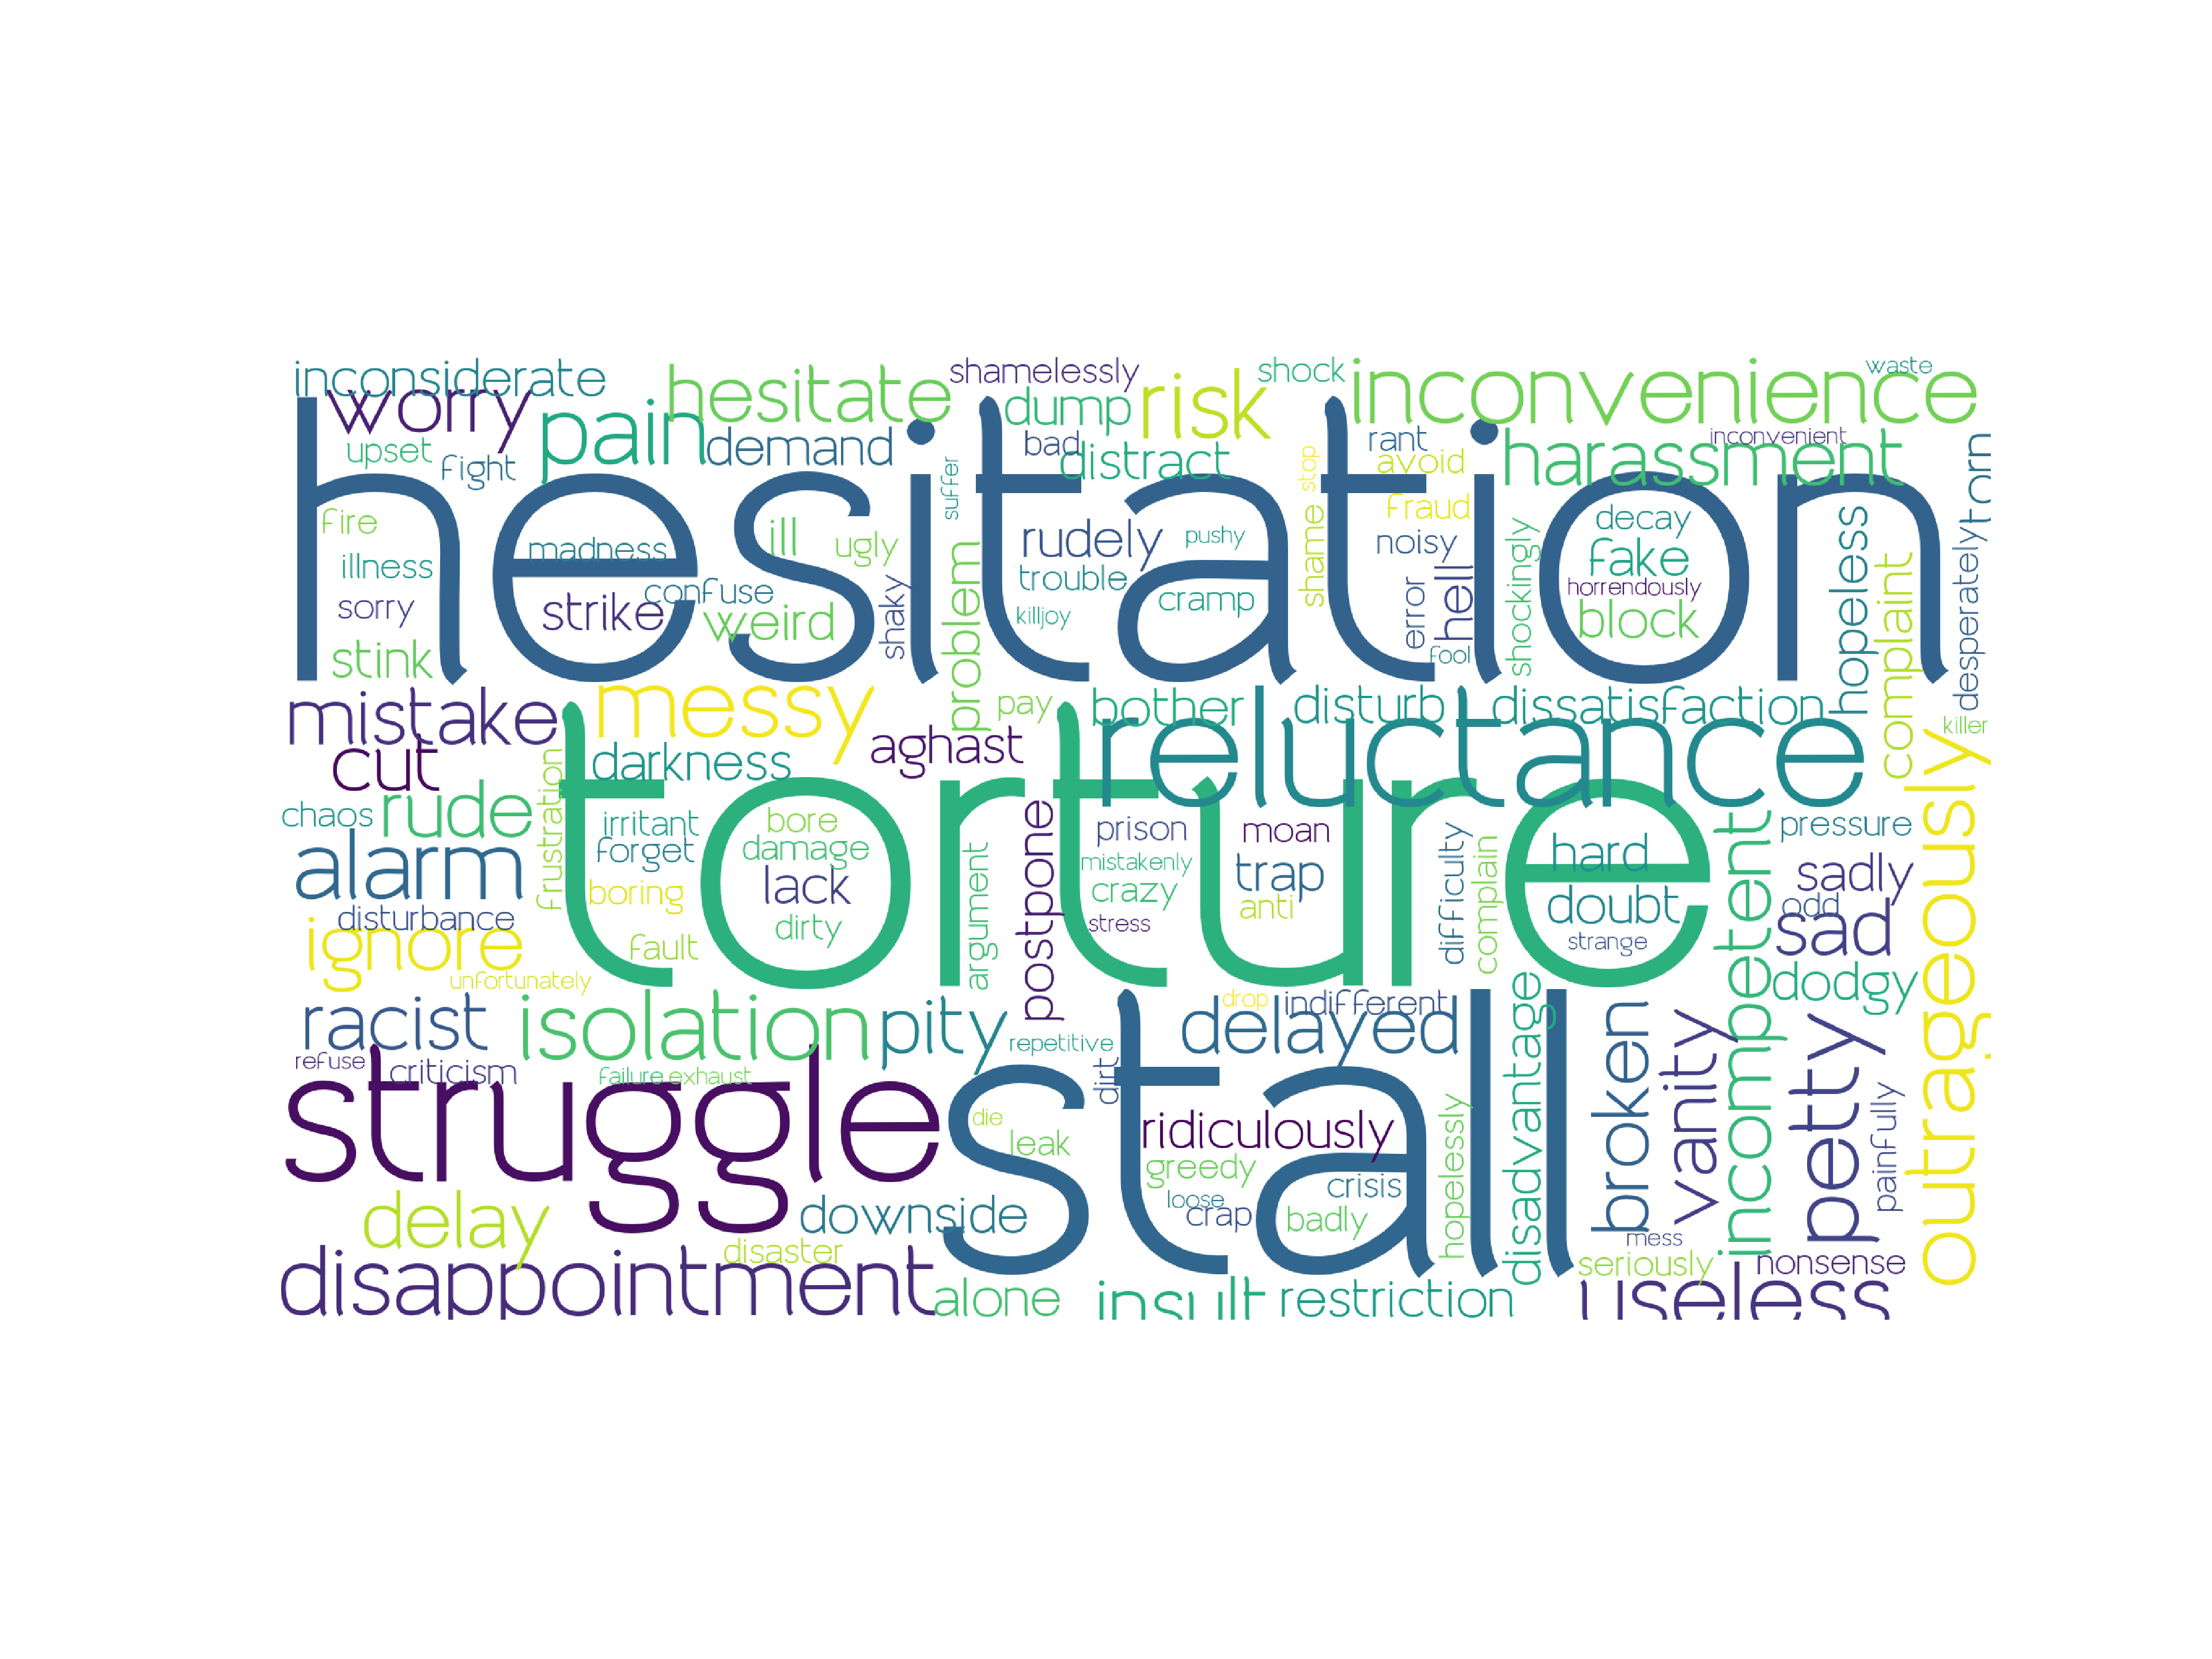 inconsiderate
worry
hesitate
shamelessly
dump
risk
shock
inconvenience
waste
pain
demand
bad
distract
rant
avoid
harassment
inconvenient
upset
fight
hesitation
suffer
stop
fraud
torn
fire
madness
ill
ugly
rudely
pushy
shame
noisy
shockingly
decay
fake
hopeless
illness
confuse
trouble
horrendously
complaint
desperately
sorry
strike
weird
shaky
problem
killjoy
cramp
error
hell
fool
block
stink
mistake
messy
pay
bother
disturb
dissatisfaction
killer
cut
darkness
aghast
reluctance
outrageously
chaos
rude
frustration
torture
irritant
forget
bore
damage
prison
moan
hard
pressure
alarm
boring
lack
argument
postpone
mistakenly
crazy
trap
anti
difficulty
complain
doubt
incompetent
sadly
odd
sad
disturbance
ignore
fault
dirty
stress
strange
unfortunately
dodgy
racist
isolation
pity
drop
indifferent
delayed
disadvantage
broken
vanity
petty
refuse
criticism
failure
exhaust
repetitive
dirt
struggle
stall
die
leak
ridiculously
greedy
hopelessly
painfully
delay
downside
loose
crap
crisis
badly
mess
disaster
seriously
nonsense
disappointment
alone
insult
restriction
useless